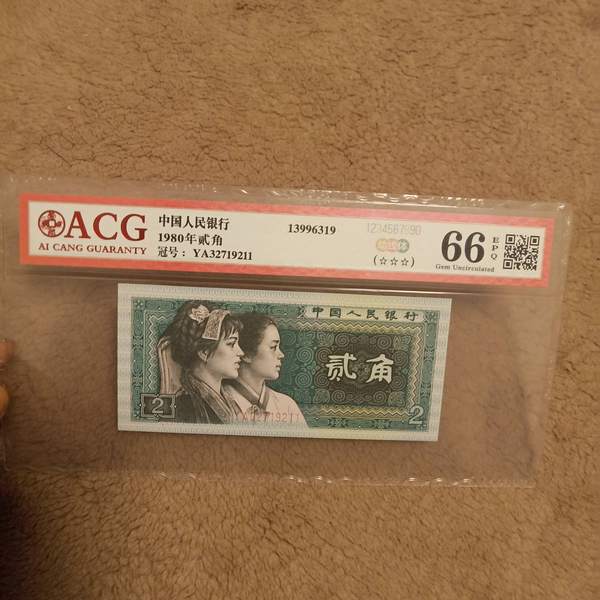 ACG
AI CANG GUARANTY
中国人民银行
1980年贰角
冠号: YA32719211
13996319
1234567890
(☆☆☆)
66
EPQ
Gem Uncirculated
中国人民银行
贰角
2
2
YA32719211